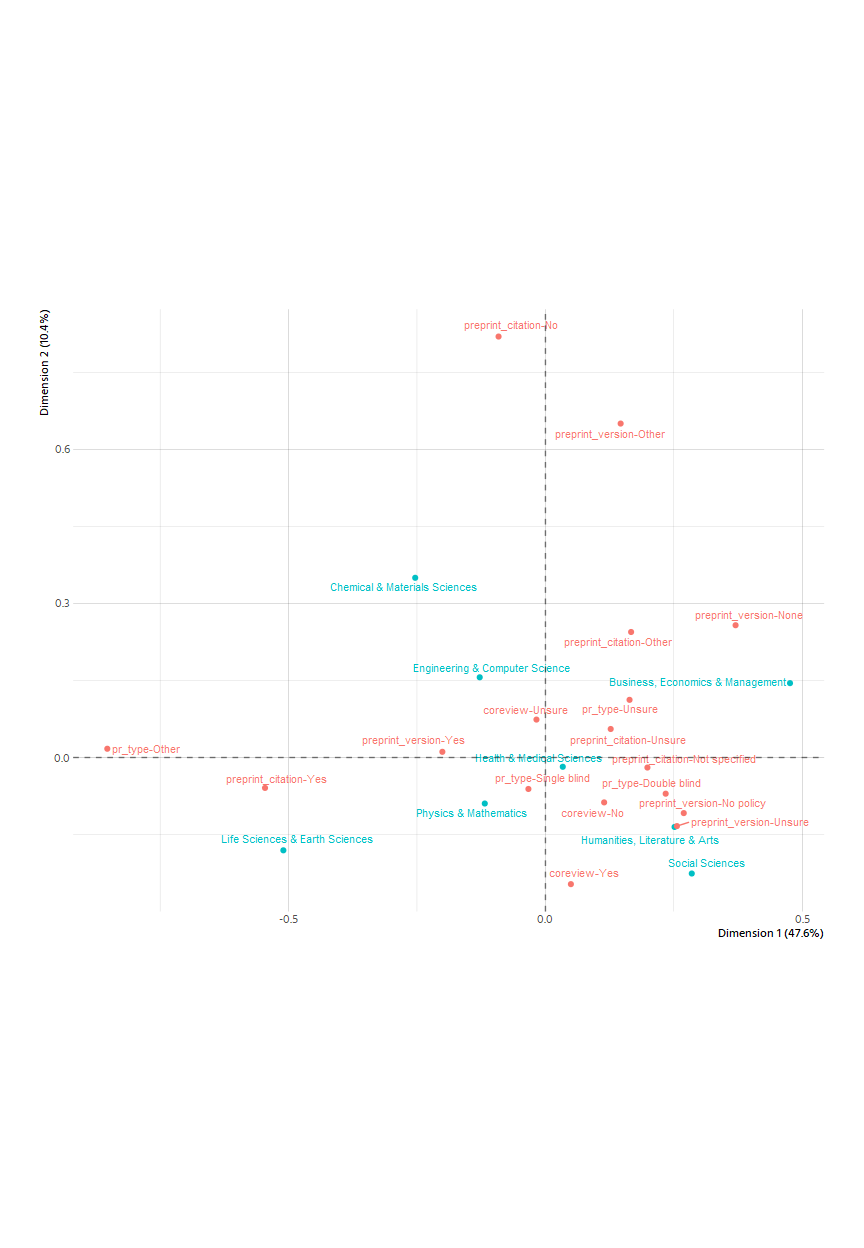 Dimension 2 (10.4%)
preprint_citation-No
preprint_version-Other
0.6
Chemical & Materials Sciences
0.3
preprint_version-None
preprint_citation-Other
Engineering & Computer Science
Business, Economics & Management
coreview-Unsure
pr_type-Unsure
preprint_version-Yes
preprint_citation-Unsure
pr_type-Other
0.0
Health & Medical Sciences
preprint_citation-Not specified
preprint_citation-Yes
pr_type-Single blind
pr_type-Double blind
preprint_version-No policy
Physics & Mathematics
coreview-No
preprint_version-Unsure
Life Sciences & Earth Sciences
Humanities, Literature & Arts
Social Sciences
coreview-Yes
-0.5
0.0
0.5
Dimension 1 (47.6%)